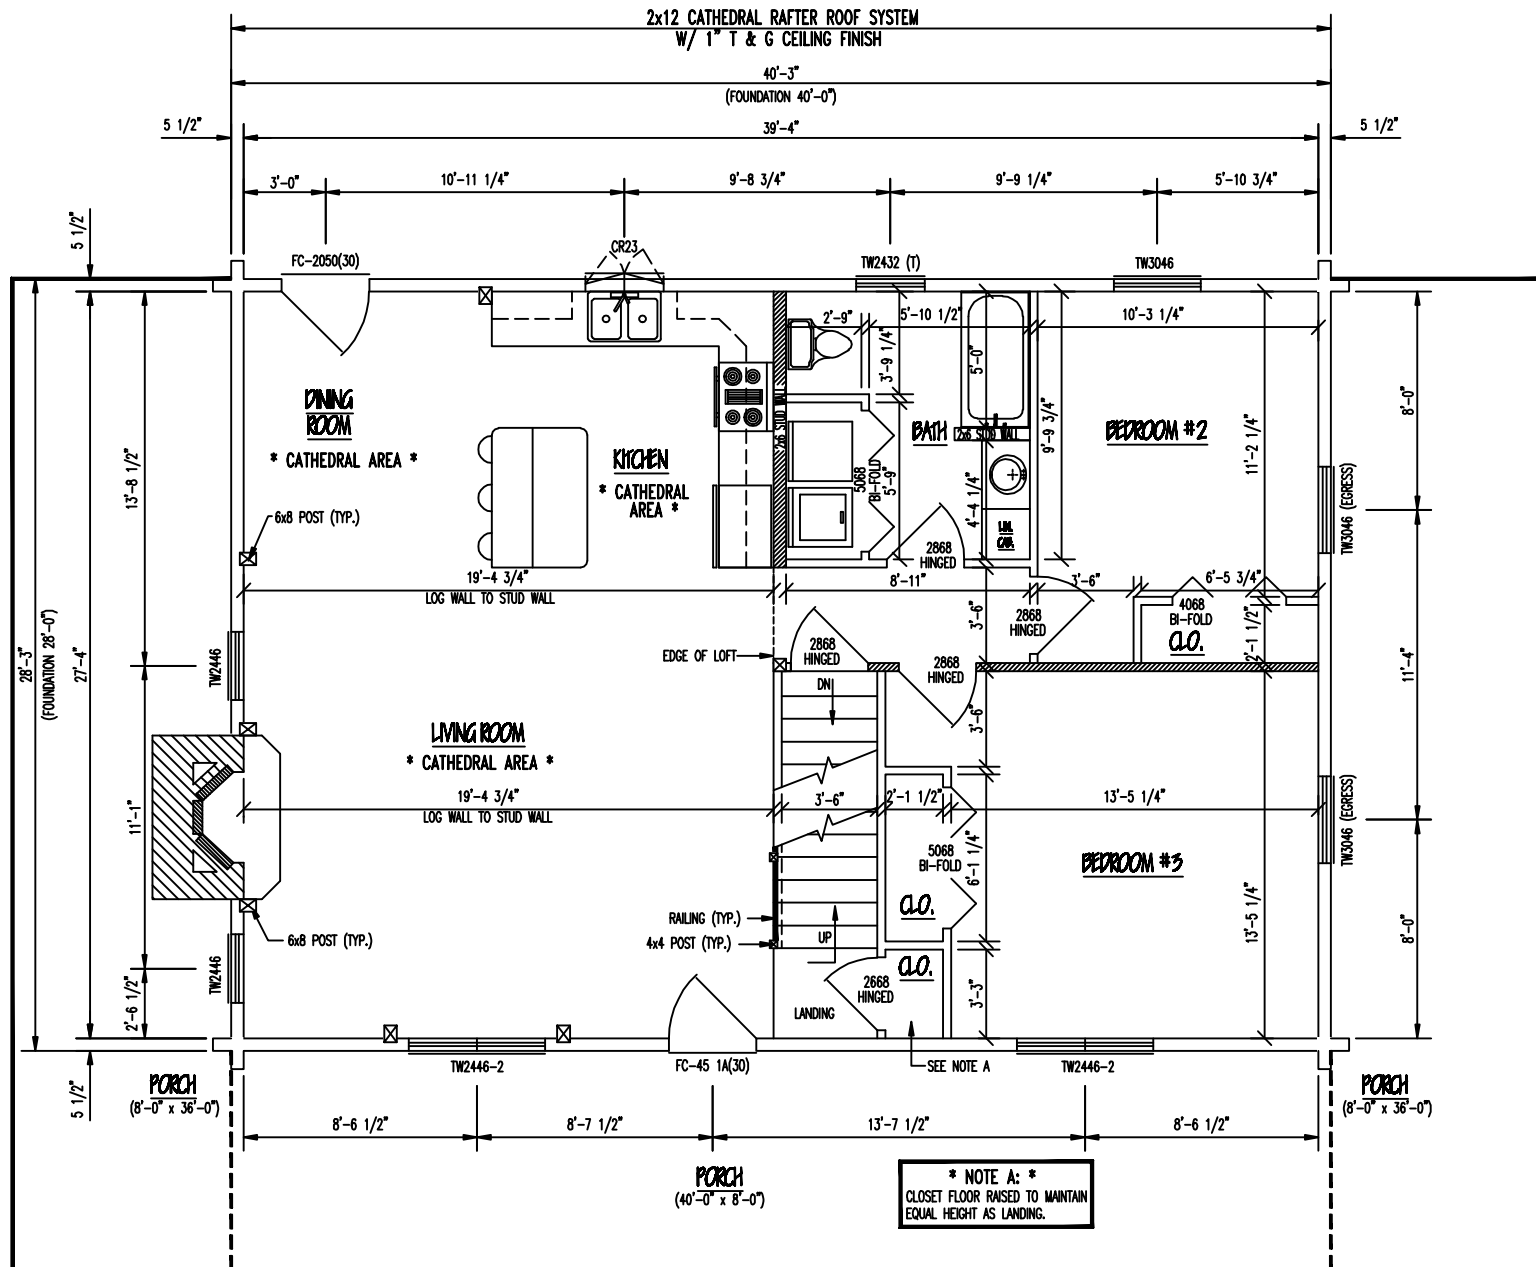 2x12 CATHEDRAL RAFTER ROOF SYSTEM
W/ 1" T & G CEILING FINISH
40'-3"
(FOUNDATION 40'-0")
5 1/2"
39'-4"
5 1/2"
3'-0"
10'-11 1/4"
9'-8 3/4"
9'-9 1/4"
5'-10 3/4"
5 1/2"
FC-2050(30)
CR23
TW2432 (T)
TW3046
2'-9"
5'-10 1/2"
10'-3 1/4"
3'-9 1/4"
5'-0"
DINING
ROOM
* CATHEDRAL AREA *
KITCHEN
* CATHEDRAL
AREA *
2x6 STUD WALL
BATH
2x6 STUD WALL
9'-9 3/4"
BEDROOM #2
11'-2 1/4"
8'-0"
13'-8 1/2"
5068
BI-FOLD
5'-9"
4'-4 1/4"
LIN.
CAB.
TW3046 (EGRESS)
6x8 POST (TYP.)
2868
HINGED
19'-4 3/4"
LOG WALL TO STUD WALL
8'-11"
3'-6"
6'-5 3/4"
4068
BI-FOLD
CLO.
2'-1 1/2"
3'-6"
2868
HINGED
28'-3"
(FOUNDATION 28'-0")
27'-4"
TW2446
EDGE OF LOFT
2868
HINGED
2868
HINGED
11'-4"
DN
3'-6"
LIVING ROOM
* CATHEDRAL AREA *
19'-4 3/4"
LOG WALL TO STUD WALL
3'-6"
2'-1 1/2"
13'-5 1/4"
11'-1"
5068
BI-FOLD
6'-1 1/4"
BEDROOM #3
TW3046 (EGRESS)
CLO.
13'-5 1/4"
8'-0"
RAILING (TYP.)
4x4 POST (TYP.)
UP
6x8 POST (TYP.)
TW2446
2'-6 1/2"
CLO.
2668
HINGED
3'-3"
LANDING
5 1/2"
TW2446-2
FC-45 1A(30)
SEE NOTE A
TW2446-2
PORCH
(8'-0" x 36'-0")
PORCH
(8'-0" x 36'-0")
8'-6 1/2"
8'-7 1/2"
13'-7 1/2"
8'-6 1/2"
PORCH
(40'-0" x 8'-0")
* NOTE A: *
CLOSET FLOOR RAISED TO MAINTAIN
EQUAL HEIGHT AS LANDING.